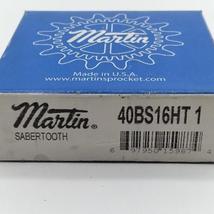 Martin
Made in U.S.A.
www.martinsprocket.com
Martin®
SABERTOOTH
40BS16HT 1